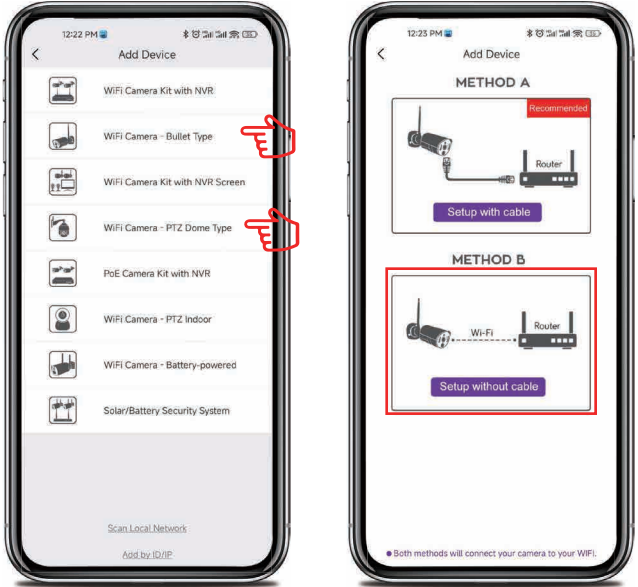 12:22 PM
Add Device
WiFi Camera Kit with NVR
WiFi Camera - Bullet Type
WiFi Camera Kit with NVR Screen
WiFi Camera - PTZ Dome Type
PoE Camera Kit with NVR
WiFi Camera - PTZ Indoor
WiFi Camera - Battery-powered
Solar/Battery Security System
Scan Local Network
Add by ID/IP
12:23 PM
Add Device
METHOD A
Recommended
Router
Setup with cable
METHOD B
Wi-Fi
Router
Setup without cable
Both methods will connect your camera to your WIFI.